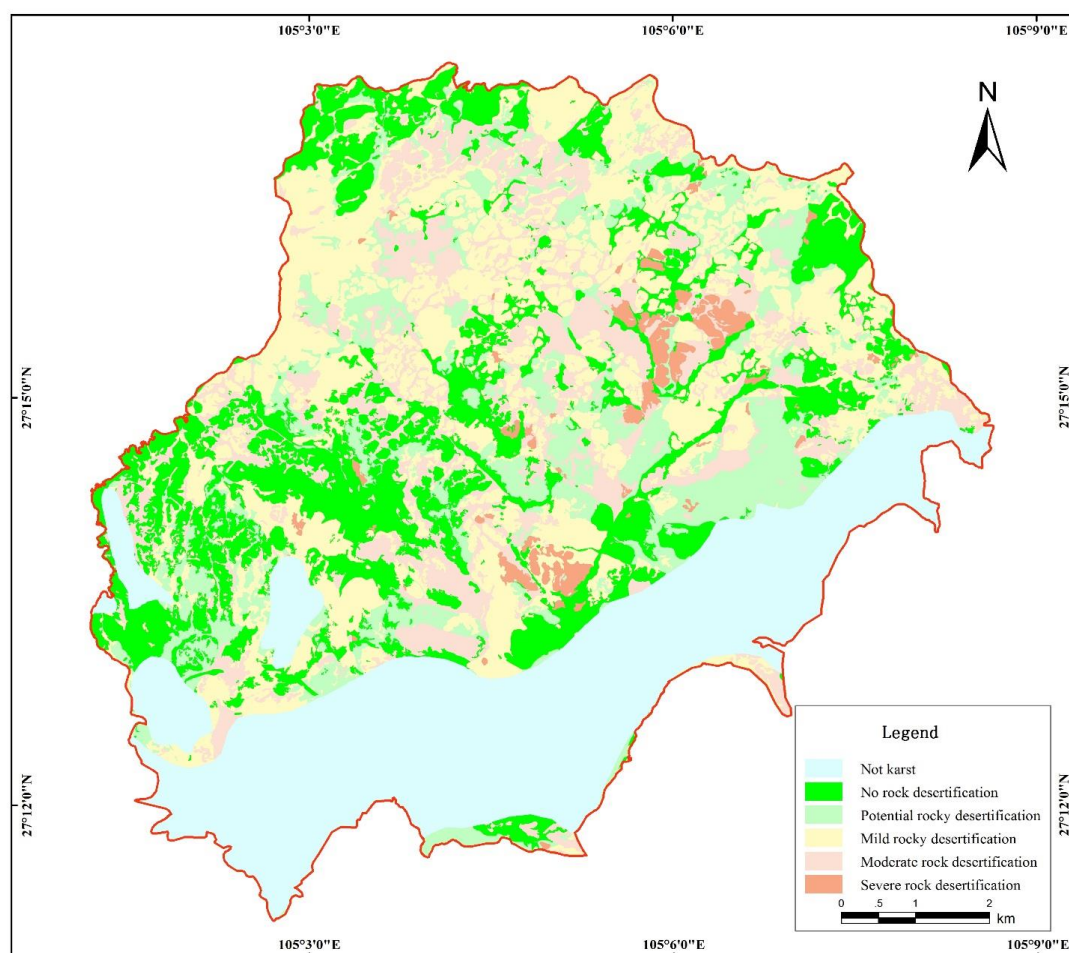 105°3'0"E 105°6'0"E 105°9'0"E
N
27°15'0"N 27°15'0"N
27°12'0"N 27°12'0"N
Legend
Not karst
No rock desertification
Potential rocky desertification
Mild rocky desertification
Moderate rock desertification
Severe rock desertification
0 .5 1 2
km
105°3'0"E 105°6'0"E 105°9'0"E